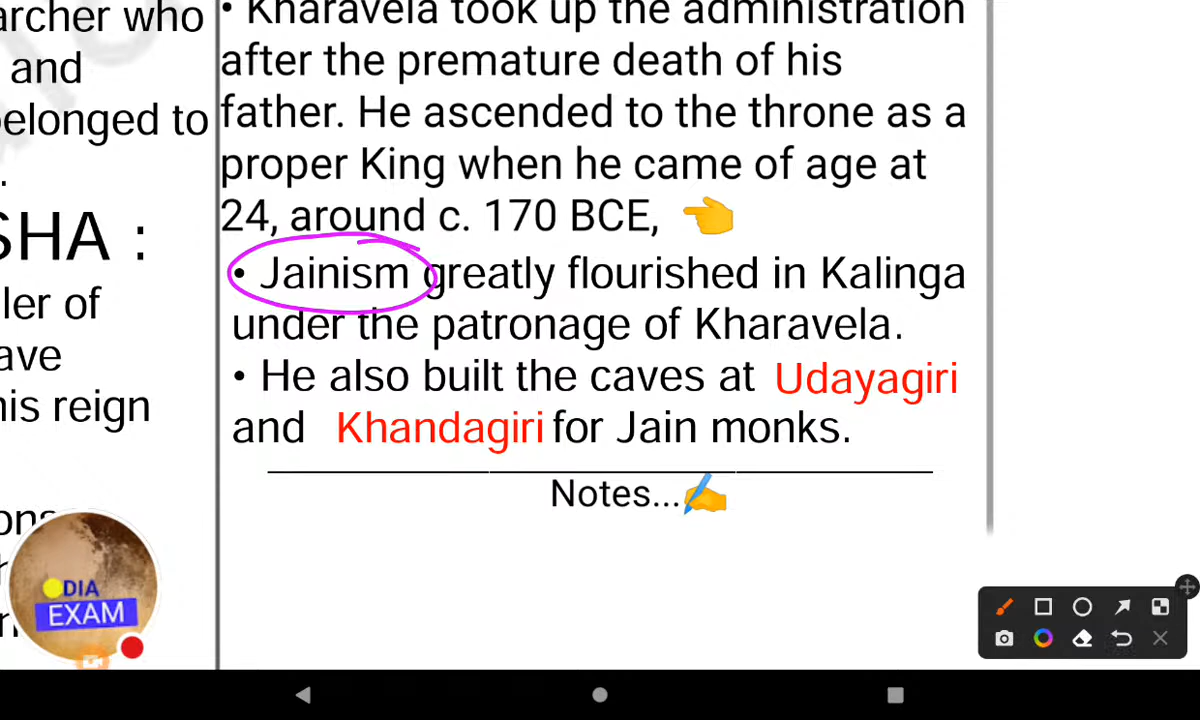 archer who
and
belonged to
SHA :
ler of
ave
his reign
• Kharavela took up the administration
after the premature death of his
father. He ascended to the throne as a
proper King when he came of age at
24, around c. 170 BCE,
• Jainism greatly flourished in Kalinga
under the patronage of Kharavela.
• He also built the caves at Udayagiri
and Khandagiri for Jain monks.
Notes...
ons
DIA
EXAM